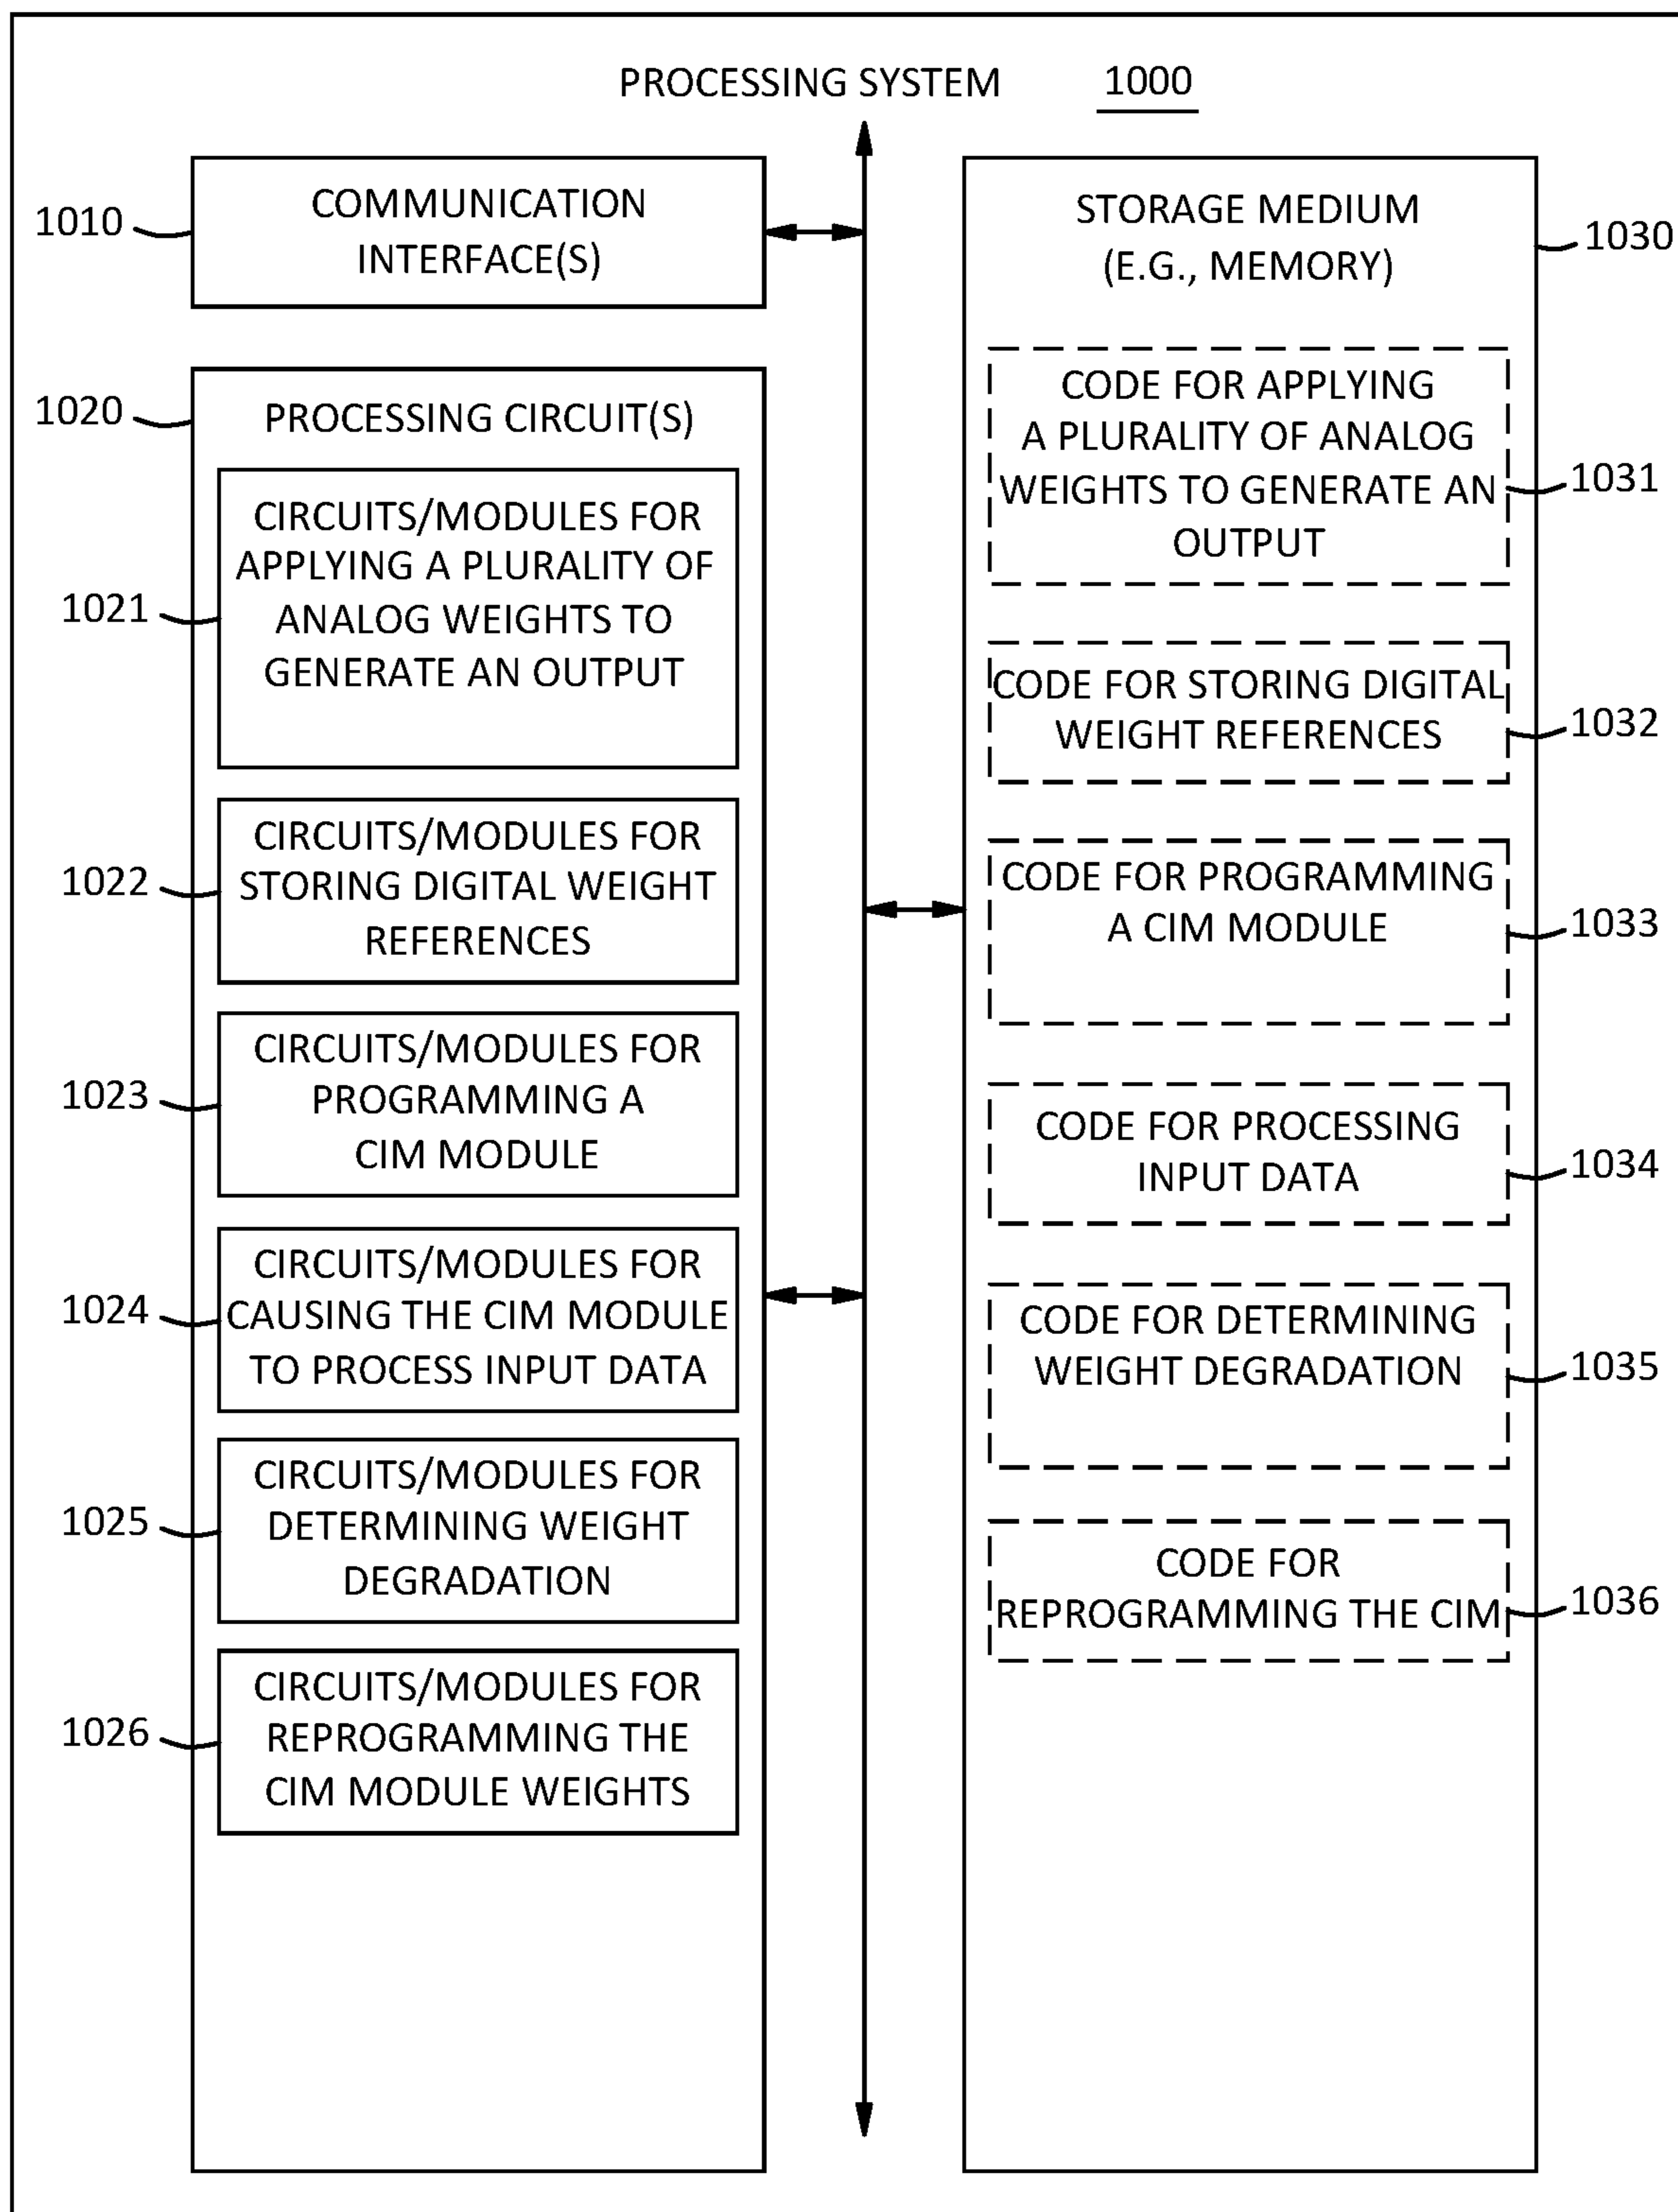 PROCESSING SYSTEM 1000
1010
COMMUNICATION
INTERFACE(S)
1020
PROCESSING CIRCUIT(S)
1021
CIRCUITS/MODULES FOR
APPLYING A PLURALITY OF
ANALOG WEIGHTS TO
GENERATE AN OUTPUT
1022
CIRCUITS/MODULES FOR
STORING DIGITAL WEIGHT
REFERENCES
1023
CIRCUITS/MODULES FOR
PROGRAMMING A
CIM MODULE
1024
CIRCUITS/MODULES FOR
CAUSING THE CIM MODULE
TO PROCESS INPUT DATA
1025
CIRCUITS/MODULES FOR
DETERMINING WEIGHT
DEGRADATION
1026
CIRCUITS/MODULES FOR
REPROGRAMMING THE
CIM MODULE WEIGHTS
STORAGE MEDIUM
(E.G., MEMORY)
1030
CODE FOR APPLYING
A PLURALITY OF ANALOG
WEIGHTS TO GENERATE AN
OUTPUT
1031
CODE FOR STORING DIGITAL
WEIGHT REFERENCES
1032
CODE FOR PROGRAMMING
A CIM MODULE
1033
CODE FOR PROCESSING
INPUT DATA
1034
CODE FOR DETERMINING
WEIGHT DEGRADATION
1035
CODE FOR
REPROGRAMMING THE CIM
1036